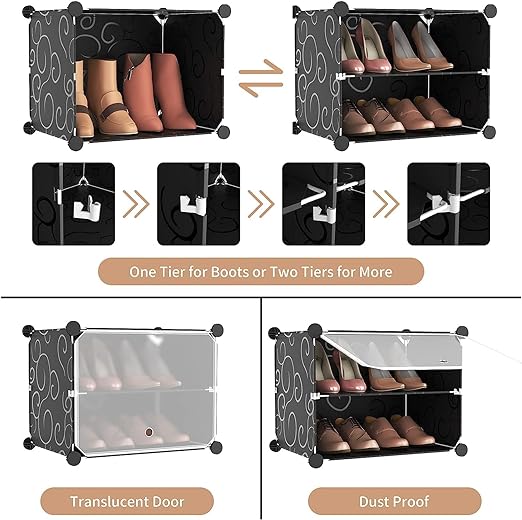 One Tier for Boots or Two Tiers for More
Translucent Door
Dust Proof